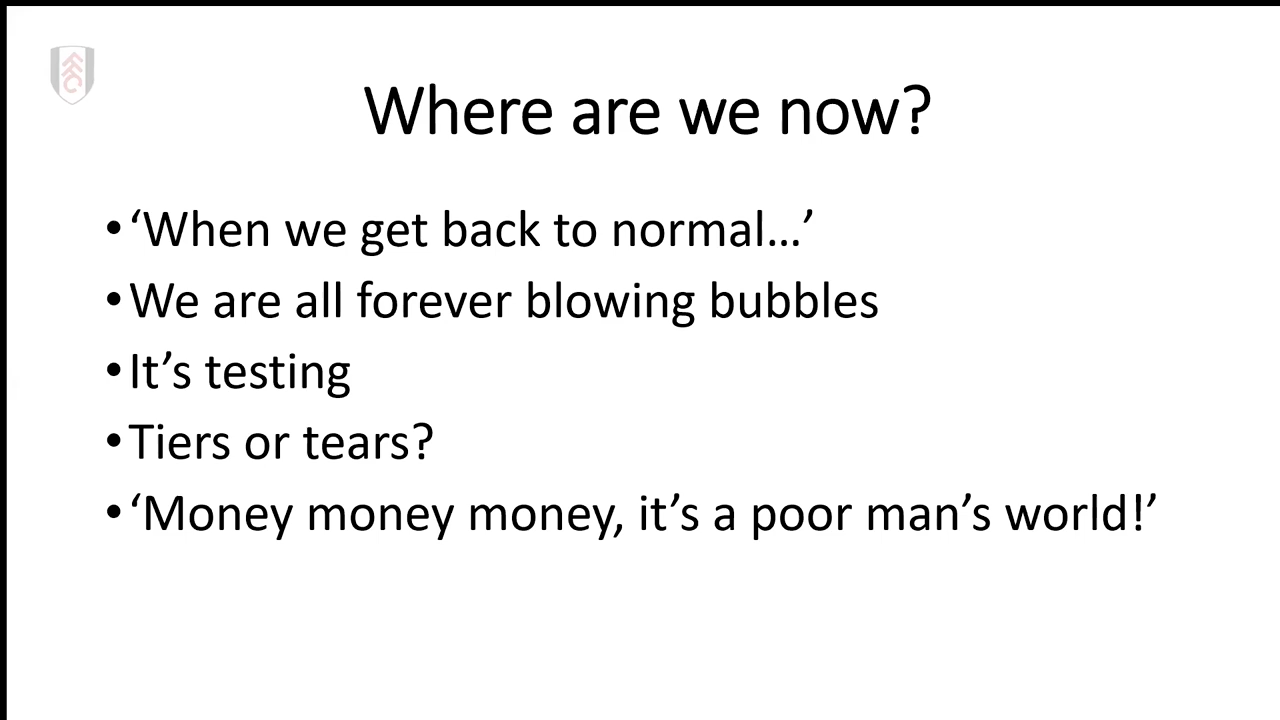 FFC
Where are we now?
•‘When we get back to normal…’
•We are all forever blowing bubbles
•It’s testing
•Tiers or tears?
•‘Money money money, it’s a poor man’s world!’